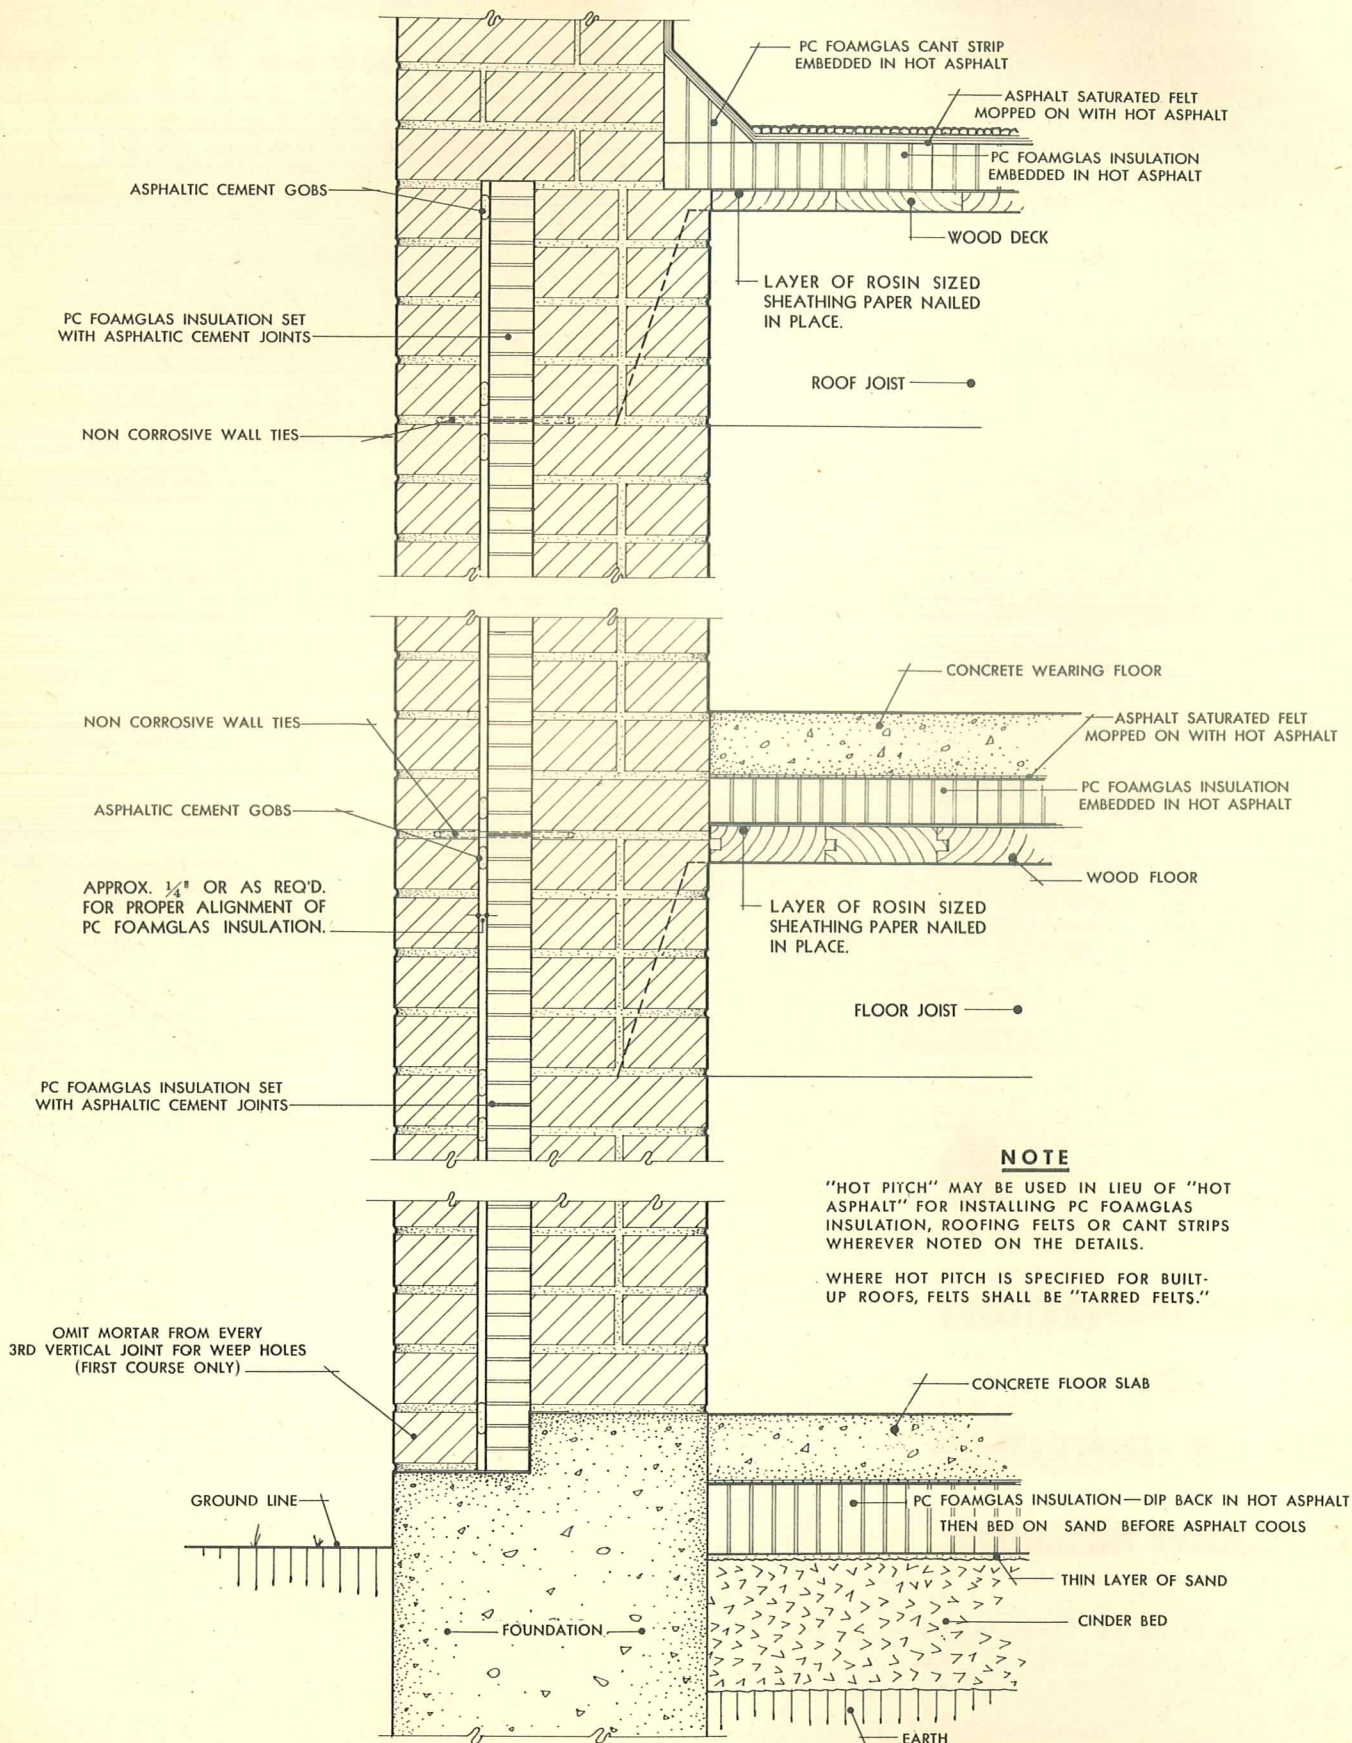 PC FOAMGLAS CANT STRIP
EMBEDDED IN HOT ASPHALT
ASPHALT SATURATED FELT
MOPPED ON WITH HOT ASPHALT
PC FOAMGLAS INSULATION
EMBEDDED IN HOT ASPHALT
ASPHALTIC CEMENT GOBS
WOOD DECK
LAYER OF ROSIN SIZED
SHEATHING PAPER NAILED
IN PLACE.
PC FOAMGLAS INSULATION SET
WITH ASPHALTIC CEMENT JOINTS
ROOF JOIST
NON CORROSIVE WALL TIES
CONCRETE WEARING FLOOR
NON CORROSIVE WALL TIES
ASPHALT SATURATED FELT
MOPPED ON WITH HOT ASPHALT
PC FOAMGLAS INSULATION
EMBEDDED IN HOT ASPHALT
ASPHALTIC CEMENT GOBS
WOOD FLOOR
APPROX. 1/4" OR AS REQ'D.
FOR PROPER ALIGNMENT OF
PC FOAMGLAS INSULATION.
LAYER OF ROSIN SIZED
SHEATHING PAPER NAILED
IN PLACE.
FLOOR JOIST
PC FOAMGLAS INSULATION SET
WITH ASPHALTIC CEMENT JOINTS
NOTE
"HOT PITCH" MAY BE USED IN LIEU OF "HOT
ASPHALT" FOR INSTALLING PC FOAMGLAS
INSULATION, ROOFING FELTS OR CANT STRIPS
WHEREVER NOTED ON THE DETAILS.
WHERE HOT PITCH IS SPECIFIED FOR BUILT-
UP ROOFS, FELTS SHALL BE "TARRED FELTS."
OMIT MORTAR FROM EVERY
3RD VERTICAL JOINT FOR WEEP HOLES
(FIRST COURSE ONLY)
CONCRETE FLOOR SLAB
GROUND LINE
PC FOAMGLAS INSULATION—DIP BACK IN HOT ASPHALT
THEN BED ON SAND BEFORE ASPHALT COOLS
THIN LAYER OF SAND
CINDER BED
FOUNDATION
EARTH